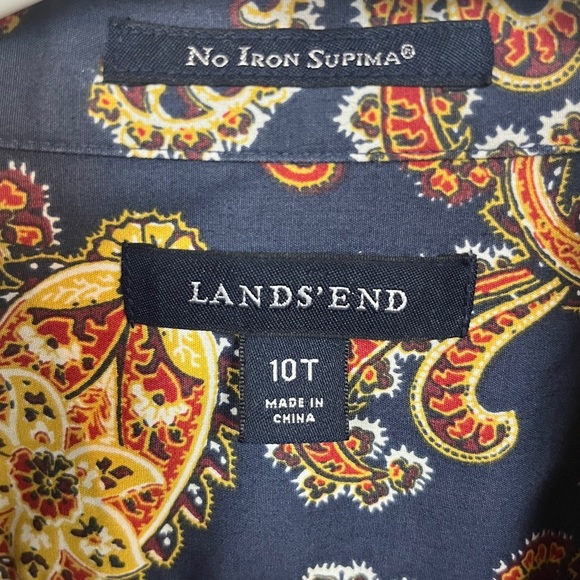 No Iron Supima®
LANDS'END
10T
MADE IN
CHINA